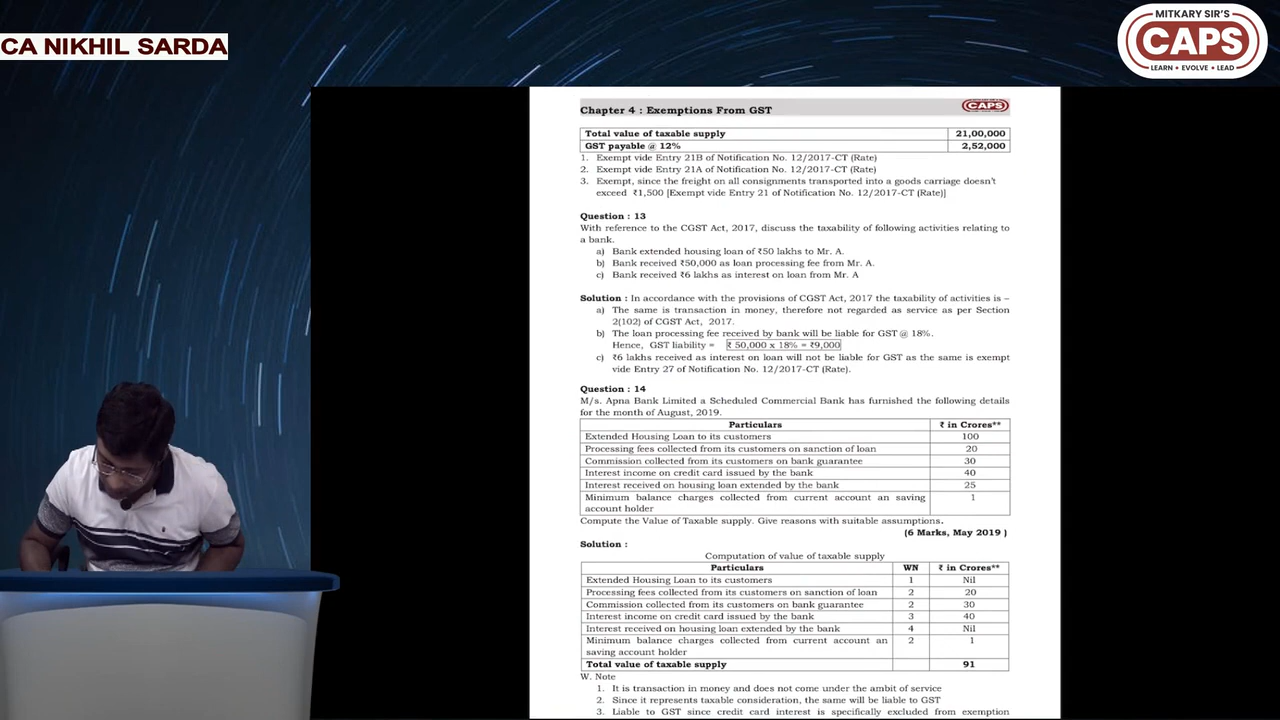 CA NIKHIL SARDA
MITKARY SIR'S
CAPS
LEARN • EVOLVE • LEAD
Chapter 4 : Exemptions From GST
CAPS
Total value of taxable supply 21,00,000
GST payable @ 12% 2,52,000
1. Exempt vide Entry 21B of Notification No. 12/2017-CT (Rate)
2. Exempt vide Entry 21A of Notification No. 12/2017-CT (Rate)
3. Exempt, since the freight on all consignments transported into a goods carriage doesn't
exceed ₹1,500 [Exempt vide Entry 21 of Notification No. 12/2017-CT (Rate)]
Question : 13
With reference to the CGST Act, 2017, discuss the taxability of following activities relating to
a bank.
a) Bank extended housing loan of ₹50 lakhs to Mr. A.
b) Bank received ₹50,000 as loan processing fee from Mr. A.
c) Bank received ₹6 lakhs as interest on loan from Mr. A
Solution : In accordance with the provisions of CGST Act, 2017 the taxability of activities is –
a) The same is transaction in money, therefore not regarded as service as per Section
2(102) of CGST Act, 2017.
b) The loan processing fee received by bank will be liable for GST @ 18%.
Hence, GST liability = ₹ 50,000 x 18% = ₹9,000
c) ₹6 lakhs received as interest on loan will not be liable for GST as the same is exempt
vide Entry 27 of Notification No. 12/2017-CT (Rate).
Question : 14
M/s. Apna Bank Limited a Scheduled Commercial Bank has furnished the following details
for the month of August, 2019.
Particulars ₹ in Crores**
Extended Housing Loan to its customers 100
Processing fees collected from its customers on sanction of loan 20
Commission collected from its customers on bank guarantee 30
Interest income on credit card issued by the bank 40
Interest received on housing loan extended by the bank 25
Minimum balance charges collected from current account an saving 1
account holder
Compute the Value of Taxable supply. Give reasons with suitable assumptions.
(6 Marks, May 2019 )
Solution :
Computation of value of taxable supply
Particulars WN ₹ in Crores**
Extended Housing Loan to its customers 1 Nil
Processing fees collected from its customers on sanction of loan 2 20
Commission collected from its customers on bank guarantee 2 30
Interest income on credit card issued by the bank 3 40
Interest received on housing loan extended by the bank 4 Nil
Minimum balance charges collected from current account an 2 1
saving account holder
Total value of taxable supply 91
W. Note
1. It is transaction in money and does not come under the ambit of service
2. Since it represents taxable consideration, the same will be liable to GST
3. Liable to GST since credit card interest is specifically excluded from exemption